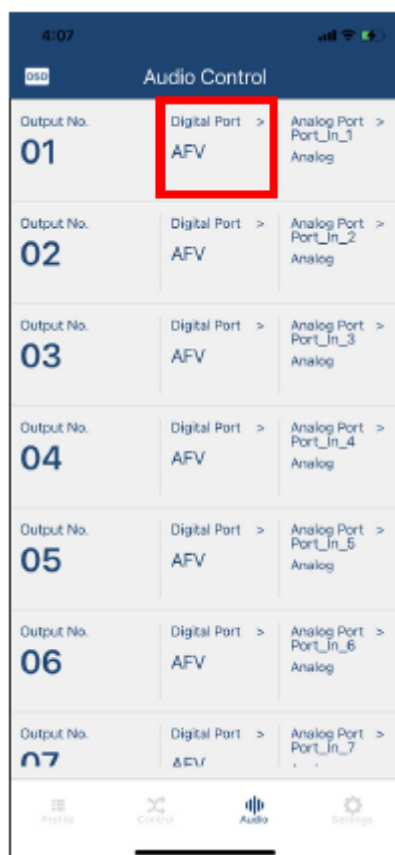 4:07
OSD
Audio Control
Output No.
01
Digital Port >
AFV
Analog Port >
Port_In_1
Analog
Output No.
02
Digital Port >
AFV
Analog Port >
Port_In_2
Analog
Output No.
03
Digital Port >
AFV
Analog Port >
Port_In_3
Analog
Output No.
04
Digital Port >
AFV
Analog Port >
Port_In_4
Analog
Output No.
05
Digital Port >
AFV
Analog Port >
Port_In_5
Analog
Output No.
06
Digital Port >
AFV
Analog Port >
Port_In_6
Analog
Output No.
07
Digital Port >
AFV
Analog Port >
Port_In_7
Profile
Control
Audio
Settings